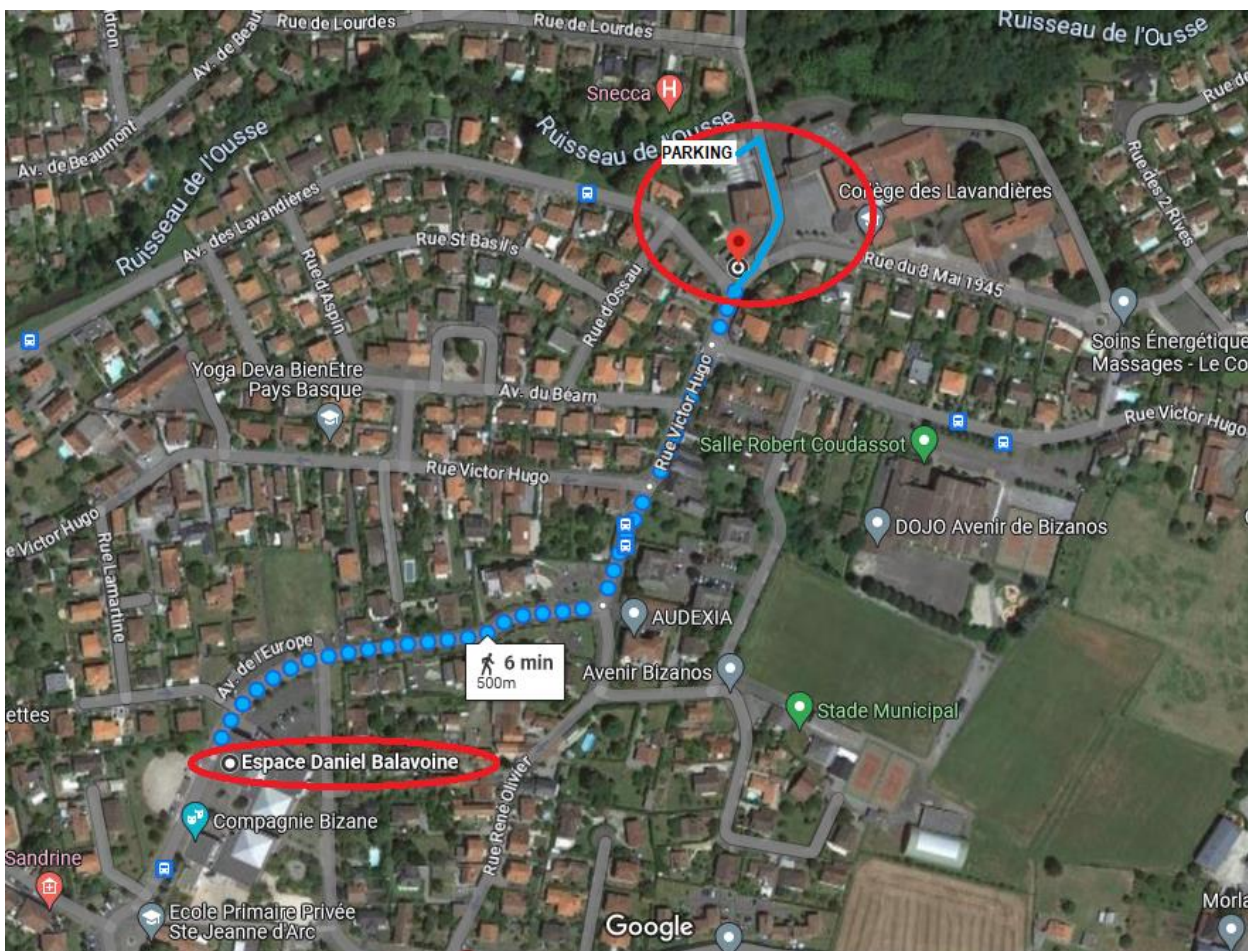 Rue de Lourdes
Rue de Lourdes
Ruisseau de l'Ousse
Av. de Beaumont
Snecca
H
Ruisseau de l'Ousse
Ruisseau de l'Ousse
PARKING
Av. des Lavandières
Collège des Lavandières
Rue des 2 Rives
Rue St Basil's
Rue d'Ossau
Rue d'Aspin
Rue du 8 Mai 1945
Soins Énergétique
Massages - Le Co
Yoga Deva BienEtre
Pays Basque
Av. du Béarn
Rue Victor Hugo
Rue Victor Hugo
Salle Robert Coudassot
Rue Victor Hugo
e Victor Hugo
DOJO Avenir de Bizanos
Rue Lamartine
AUDEXIA
Av. de l'Europe
6 min
500m
Avenir Bizanos
ettes
Stade Municipal
Espace Daniel Balavoine
Rue René Olivier
Compagnie Bizane
Sandrine
Ecole Primaire Privée
Ste Jeanne d'Arc
Google
Morla